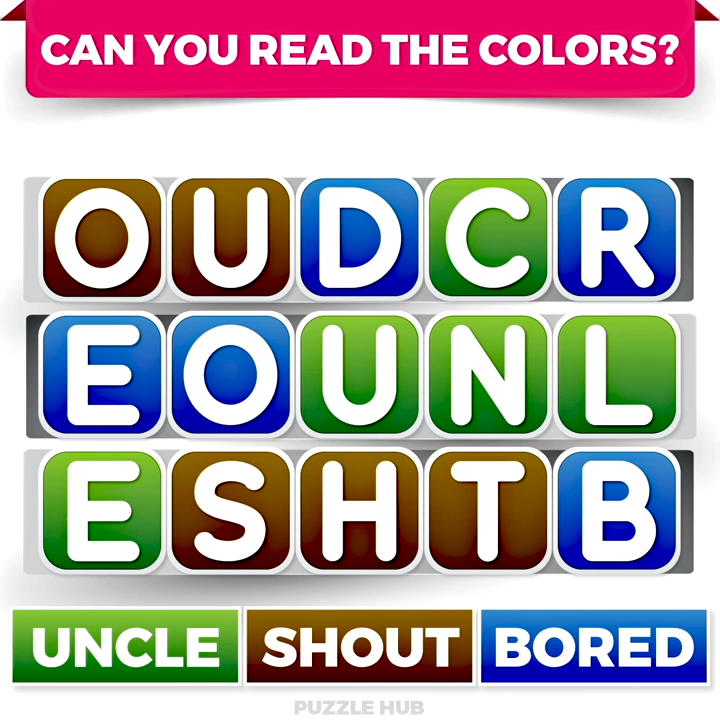 CAN YOU READ THE COLORS?
OUDCR
EOUNL
ESHTB
UNCLE SHOUT BORED
PUZZLE HUB